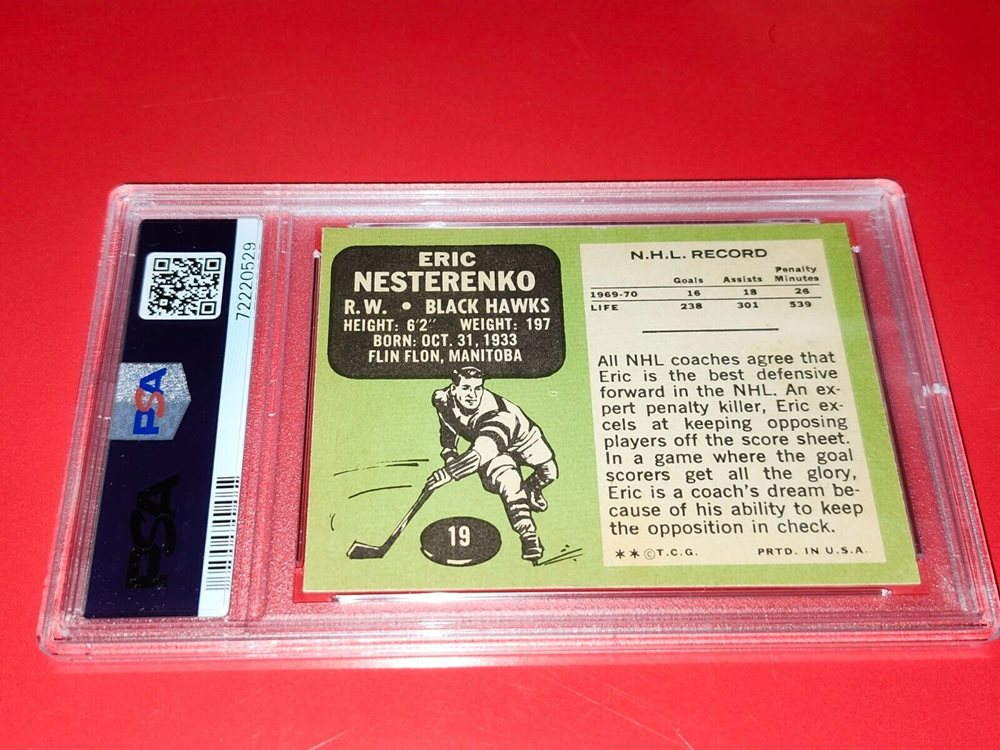 72220529
PSA
PSA
ERIC
NESTERENKO
R.W. • BLACK HAWKS
HEIGHT: 6'2" WEIGHT: 197
BORN: OCT. 31, 1933
FLIN FLON, MANITOBA
19
N.H.L. RECORD
Goals Assists Penalty Minutes
1969-70 16 18 26
LIFE 238 301 539
All NHL coaches agree that
Eric is the best defensive
forward in the NHL. An ex-
pert penalty killer, Eric ex-
cels at keeping opposing
players off the score sheet.
In a game where the goal
scorers get all the glory,
Eric is a coach's dream be-
cause of his ability to keep
the opposition in check.
★★ © T.C.G. PRTD. IN U.S.A.